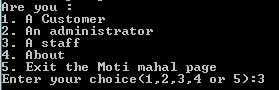 Are you :
1. A Customer
2. An administrator
3. A staff
4. About
5. Exit the Moti mahal page
Enter your choice(1,2,3,4 or 5):3